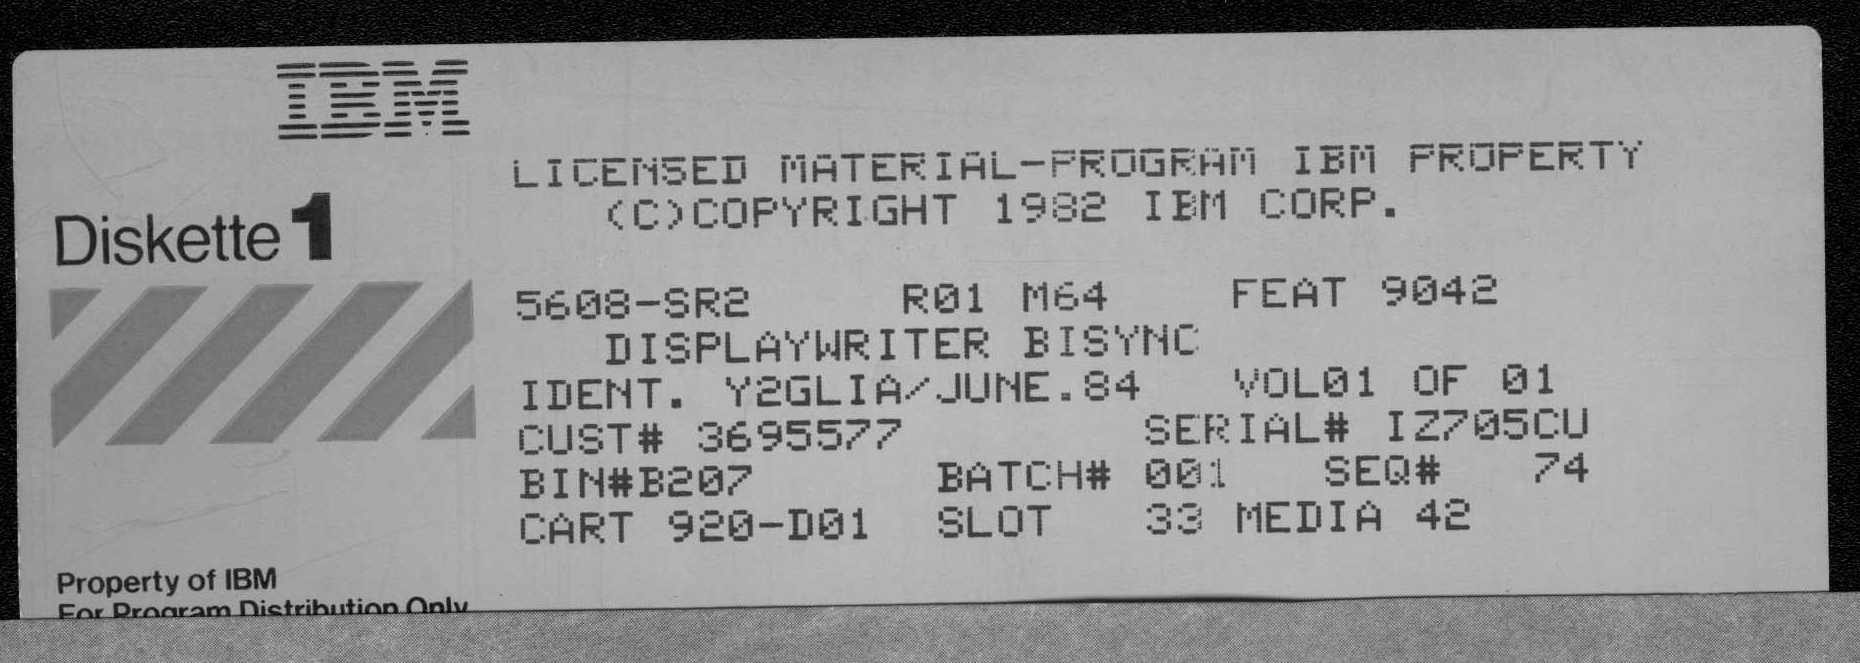 IBM
LICENSED MATERIAL-PROGRAM IBM PROPERTY
(C)COPYRIGHT 1982 IBM CORP.
Diskette 1
5608-SR2 R01 M64 FEAT 9042
DISPLAYWRITER BISYNC
IDENT. Y2GLIA/JUNE.84 VOL01 OF 01
CUST# 3695577 SERIAL# IZ705CU
BIN#B207 BATCH# 001 SEQ# 74
CART 920-D01 SLOT 33 MEDIA 42
Property of IBM
For Program Distribution Only